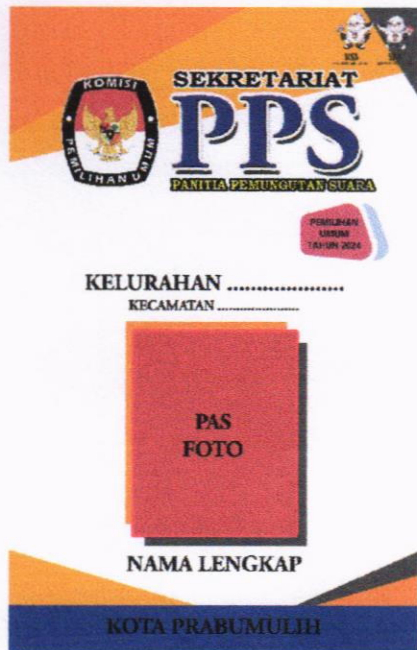 SEKRETARIAT
KOMISI
PEMILIHAN UMUM
PPS
PANITIA PEMUNGUTAN SUARA
PEMILIHAN
UMUM
TAHUN 2024
KELURAHAN .....................
KECAMATAN .....................
PAS
FOTO
NAMA LENGKAP
KOTA PRABUMULIH